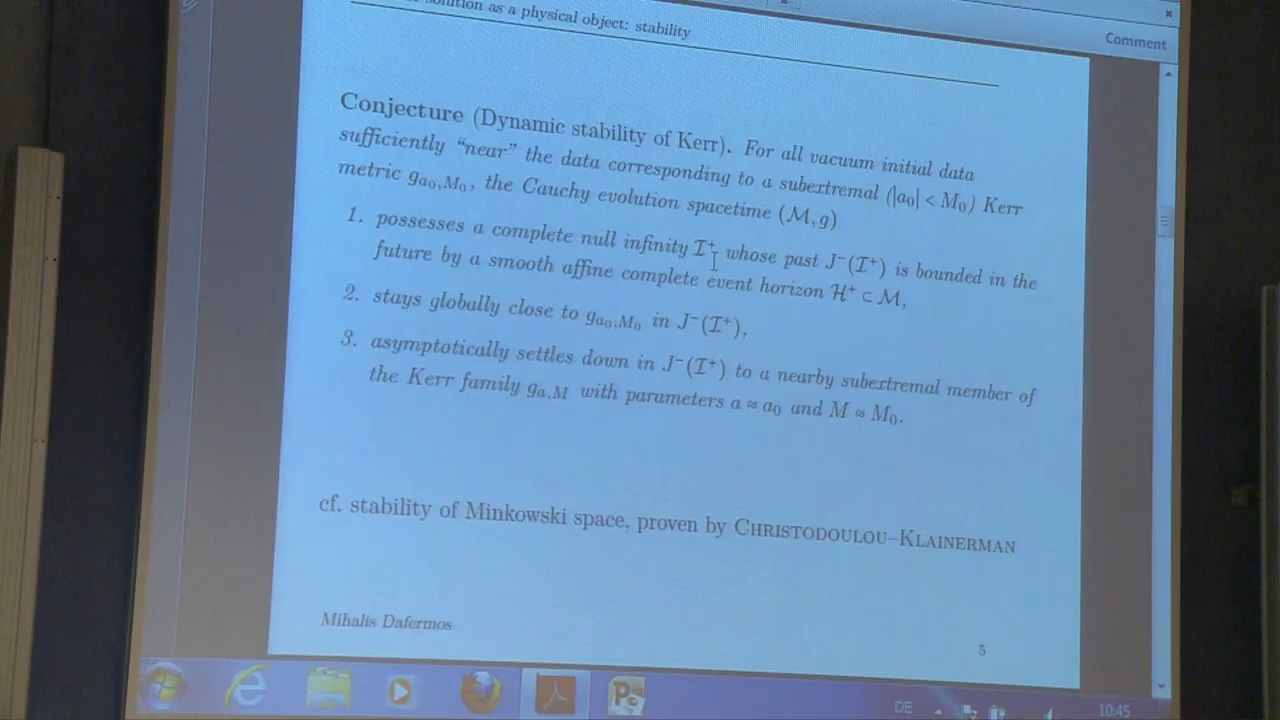 solution as a physical object: stability
Comment
Conjecture (Dynamic stability of Kerr). For all vacuum initial data
sufficiently “near” the data corresponding to a subextremal (|a₀| < M₀) Kerr
metric gₐ₀,M₀, the Cauchy evolution spacetime (ℳ, g)
1. possesses a complete null infinity ℐ⁺ whose past J⁻(ℐ⁺) is bounded in the
future by a smooth affine complete event horizon ℋ⁺ ⊂ ℳ,
2. stays globally close to gₐ₀,M₀ in J⁻(ℐ⁺),
3. asymptotically settles down in J⁻(ℐ⁺) to a nearby subextremal member of
the Kerr family gₐ,M with parameters a ≈ a₀ and M ≈ M₀.
cf. stability of Minkowski space, proven by CHRISTODOULOU–KLAINERMAN
Mihalis Dafermos
5
DE
10:45